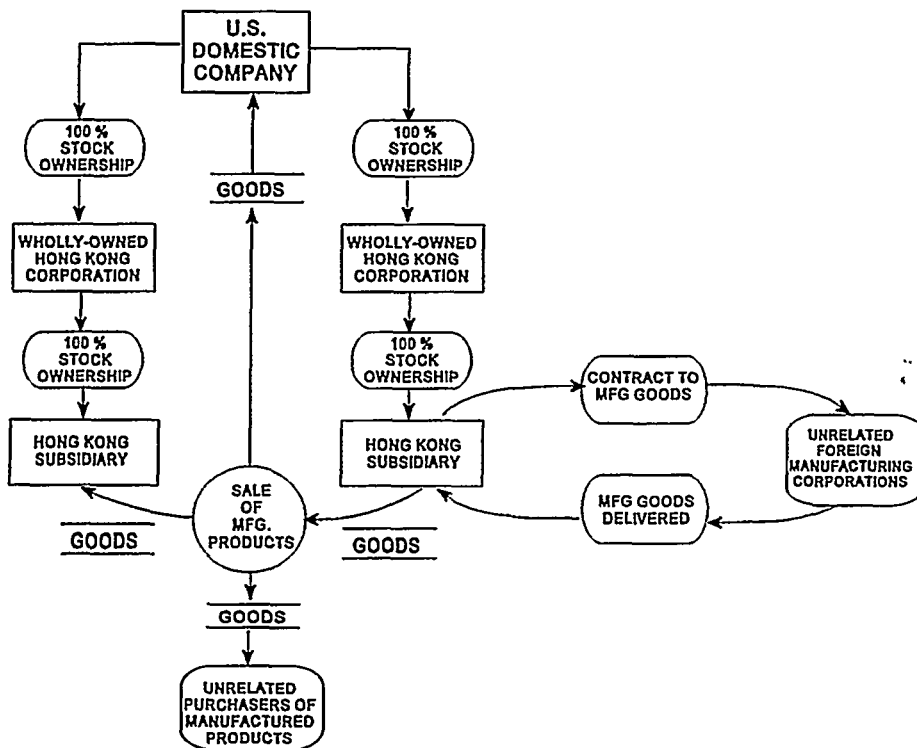 U.S.
DOMESTIC
COMPANY
100 %
STOCK
OWNERSHIP
100 %
STOCK
OWNERSHIP
GOODS
WHOLLY-OWNED
HONG KONG
CORPORATION
WHOLLY-OWNED
HONG KONG
CORPORATION
100 %
STOCK
OWNERSHIP
100 %
STOCK
OWNERSHIP
CONTRACT TO
MFG GOODS
HONG KONG
SUBSIDIARY
HONG KONG
SUBSIDIARY
UNRELATED
FOREIGN
MANUFACTURING
CORPORATIONS
SALE
OF
MFG.
PRODUCTS
MFG GOODS
DELIVERED
GOODS
GOODS
GOODS
UNRELATED
PURCHASERS OF
MANUFACTURED
PRODUCTS